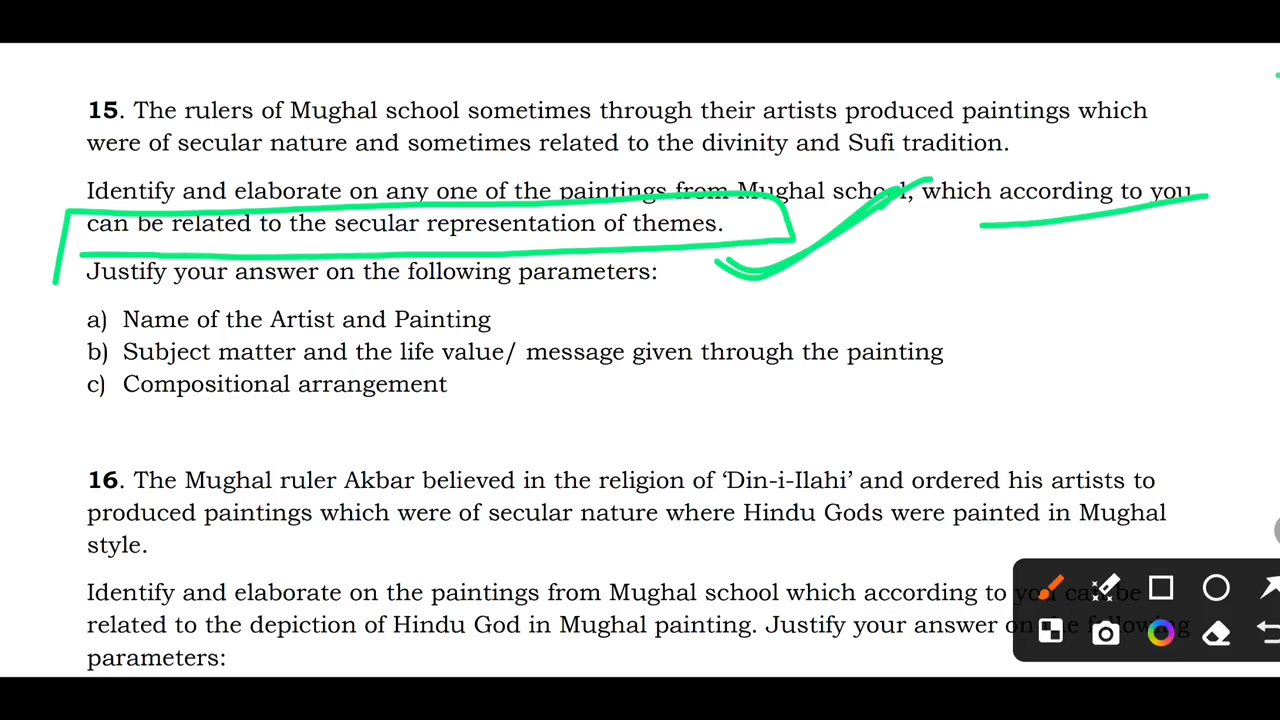 15. The rulers of Mughal school sometimes through their artists produced paintings which
were of secular nature and sometimes related to the divinity and Sufi tradition.
Identify and elaborate on any one of the paintings from Mughal school, which according to you
can be related to the secular representation of themes.
Justify your answer on the following parameters:
a) Name of the Artist and Painting
b) Subject matter and the life value/ message given through the painting
c) Compositional arrangement
16. The Mughal ruler Akbar believed in the religion of ‘Din-i-Ilahi’ and ordered his artists to
produced paintings which were of secular nature where Hindu Gods were painted in Mughal
style.
Identify and elaborate on the paintings from Mughal school which according to you can be
related to the depiction of Hindu God in Mughal painting. Justify your answer on the following
parameters: